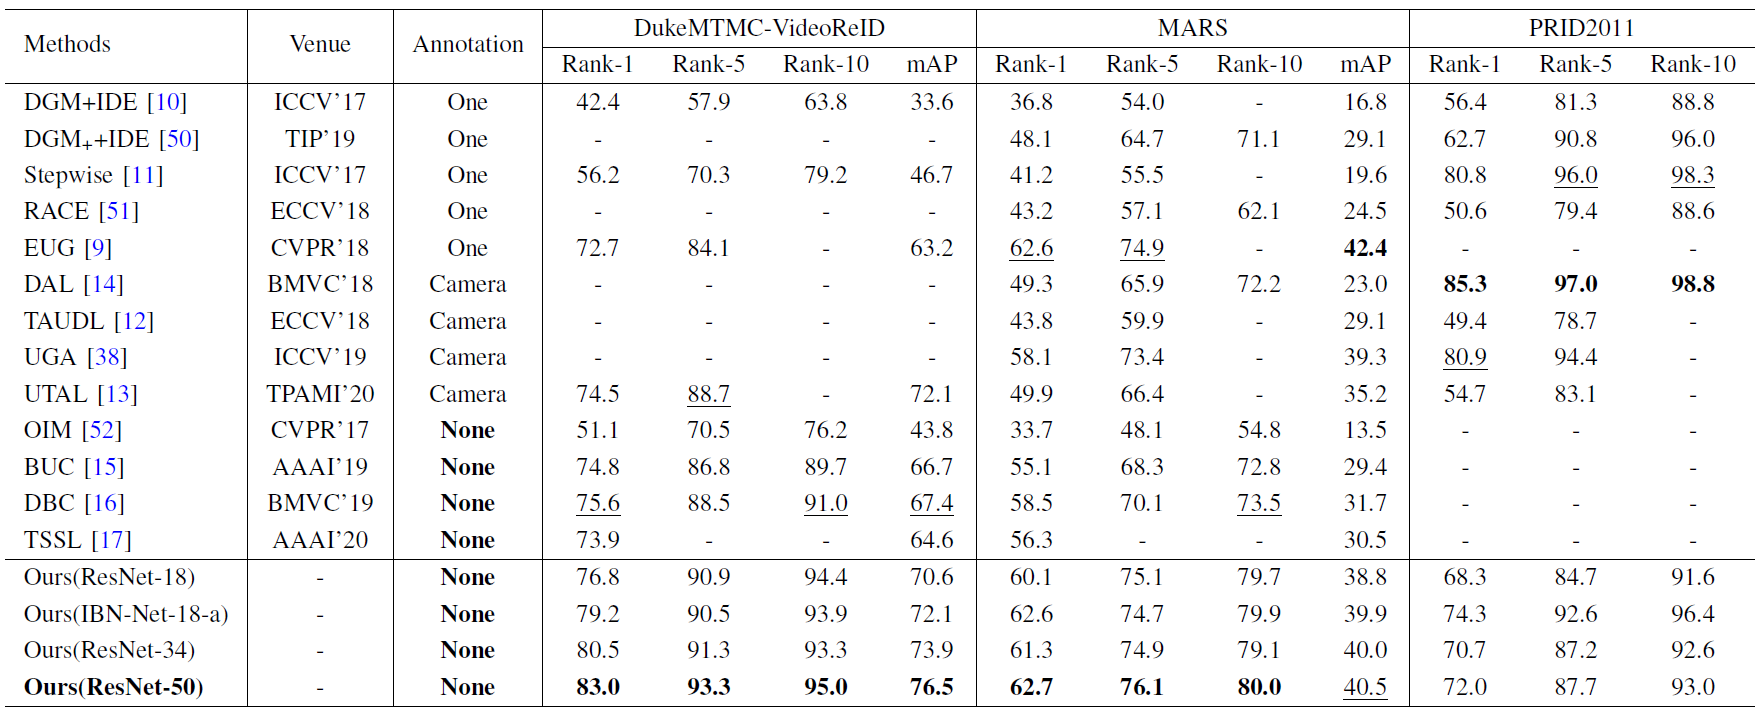 Methods Venue Annotation DukeMTMC-VideoReID MARS PRID2011
Rank-1 Rank-5 Rank-10 mAP Rank-1 Rank-5 Rank-10 mAP Rank-1 Rank-5 Rank-10
DGM+IDE [10] ICCV'17 One 42.4 57.9 63.8 33.6 36.8 54.0 - 16.8 56.4 81.3 88.8
DGM₊+IDE [50] TIP'19 One - - - - 48.1 64.7 71.1 29.1 62.7 90.8 96.0
Stepwise [11] ICCV'17 One 56.2 70.3 79.2 46.7 41.2 55.5 - 19.6 80.8 96.0 98.3
RACE [51] ECCV'18 One - - - - 43.2 57.1 62.1 24.5 50.6 79.4 88.6
EUG [9] CVPR'18 One 72.7 84.1 - 63.2 62.6 74.9 - 42.4 - - -
DAL [14] BMVC'18 Camera - - - - 49.3 65.9 72.2 23.0 85.3 97.0 98.8
TAUDL [12] ECCV'18 Camera - - - - 43.8 59.9 - 29.1 49.4 78.7 -
UGA [38] ICCV'19 Camera - - - - 58.1 73.4 - 39.3 80.9 94.4 -
UTAL [13] TPAMI'20 Camera 74.5 88.7 - 72.1 49.9 66.4 - 35.2 54.7 83.1 -
OIM [52] CVPR'17 None 51.1 70.5 76.2 43.8 33.7 48.1 54.8 13.5 - - -
BUC [15] AAAI'19 None 74.8 86.8 89.7 66.7 55.1 68.3 72.8 29.4 - - -
DBC [16] BMVC'19 None 75.6 88.5 91.0 67.4 58.5 70.1 73.5 31.7 - - -
TSSL [17] AAAI'20 None 73.9 - - 64.6 56.3 - - 30.5 - - -
Ours(ResNet-18) - None 76.8 90.9 94.4 70.6 60.1 75.1 79.7 38.8 68.3 84.7 91.6
Ours(IBN-Net-18-a) - None 79.2 90.5 93.9 72.1 62.6 74.7 79.9 39.9 74.3 92.6 96.4
Ours(ResNet-34) - None 80.5 91.3 93.3 73.9 61.3 74.9 79.1 40.0 70.7 87.2 92.6
Ours(ResNet-50) - None 83.0 93.3 95.0 76.5 62.7 76.1 80.0 40.5 72.0 87.7 93.0